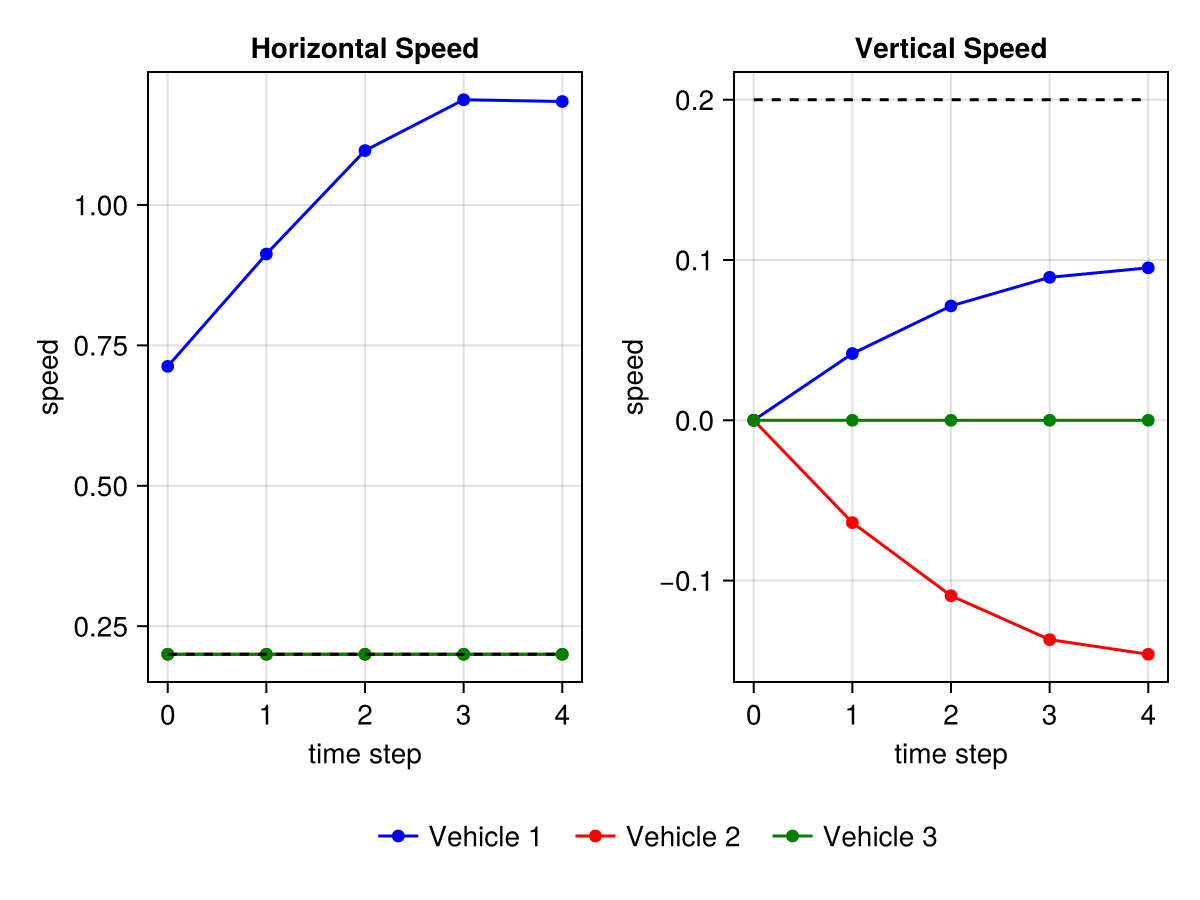 Horizontal Speed
speed
1.00
0.75
0.50
0.25
0 1 2 3 4
time step
Vertical Speed
speed
0.2
0.1
0.0
−0.1
0 1 2 3 4
time step
Vehicle 1 Vehicle 2 Vehicle 3